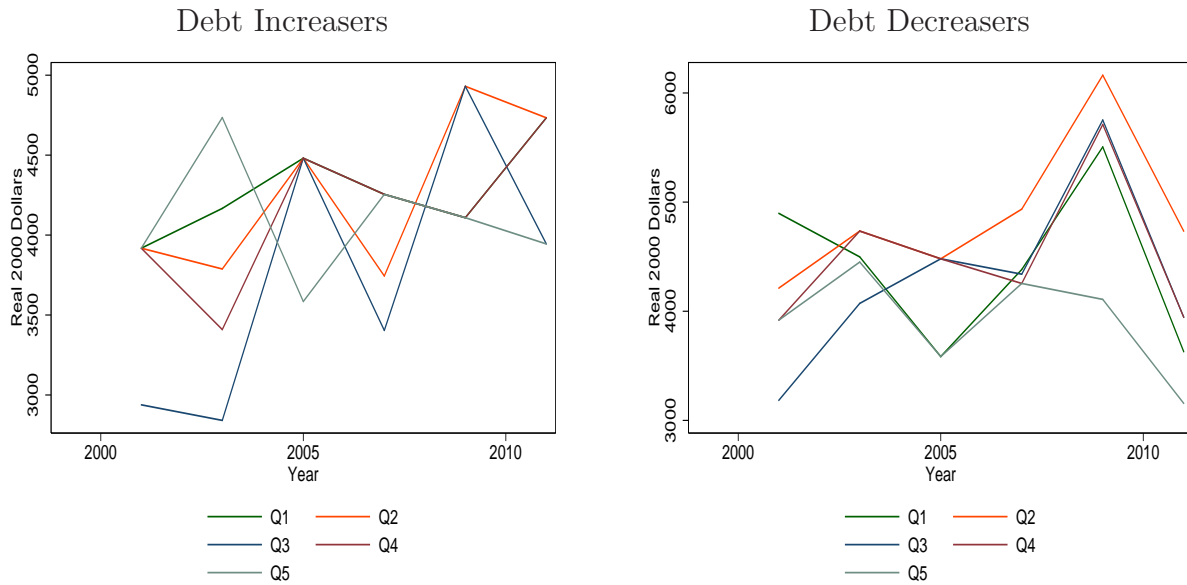 Debt Increasers
Real 2000 Dollars
5000
4500
4000
3500
3000
2000
2005
2010
Year
Q1
Q2
Q3
Q4
Q5
Debt Decreasers
Real 2000 Dollars
6000
5000
4000
3000
2000
2005
2010
Year
Q1
Q2
Q3
Q4
Q5